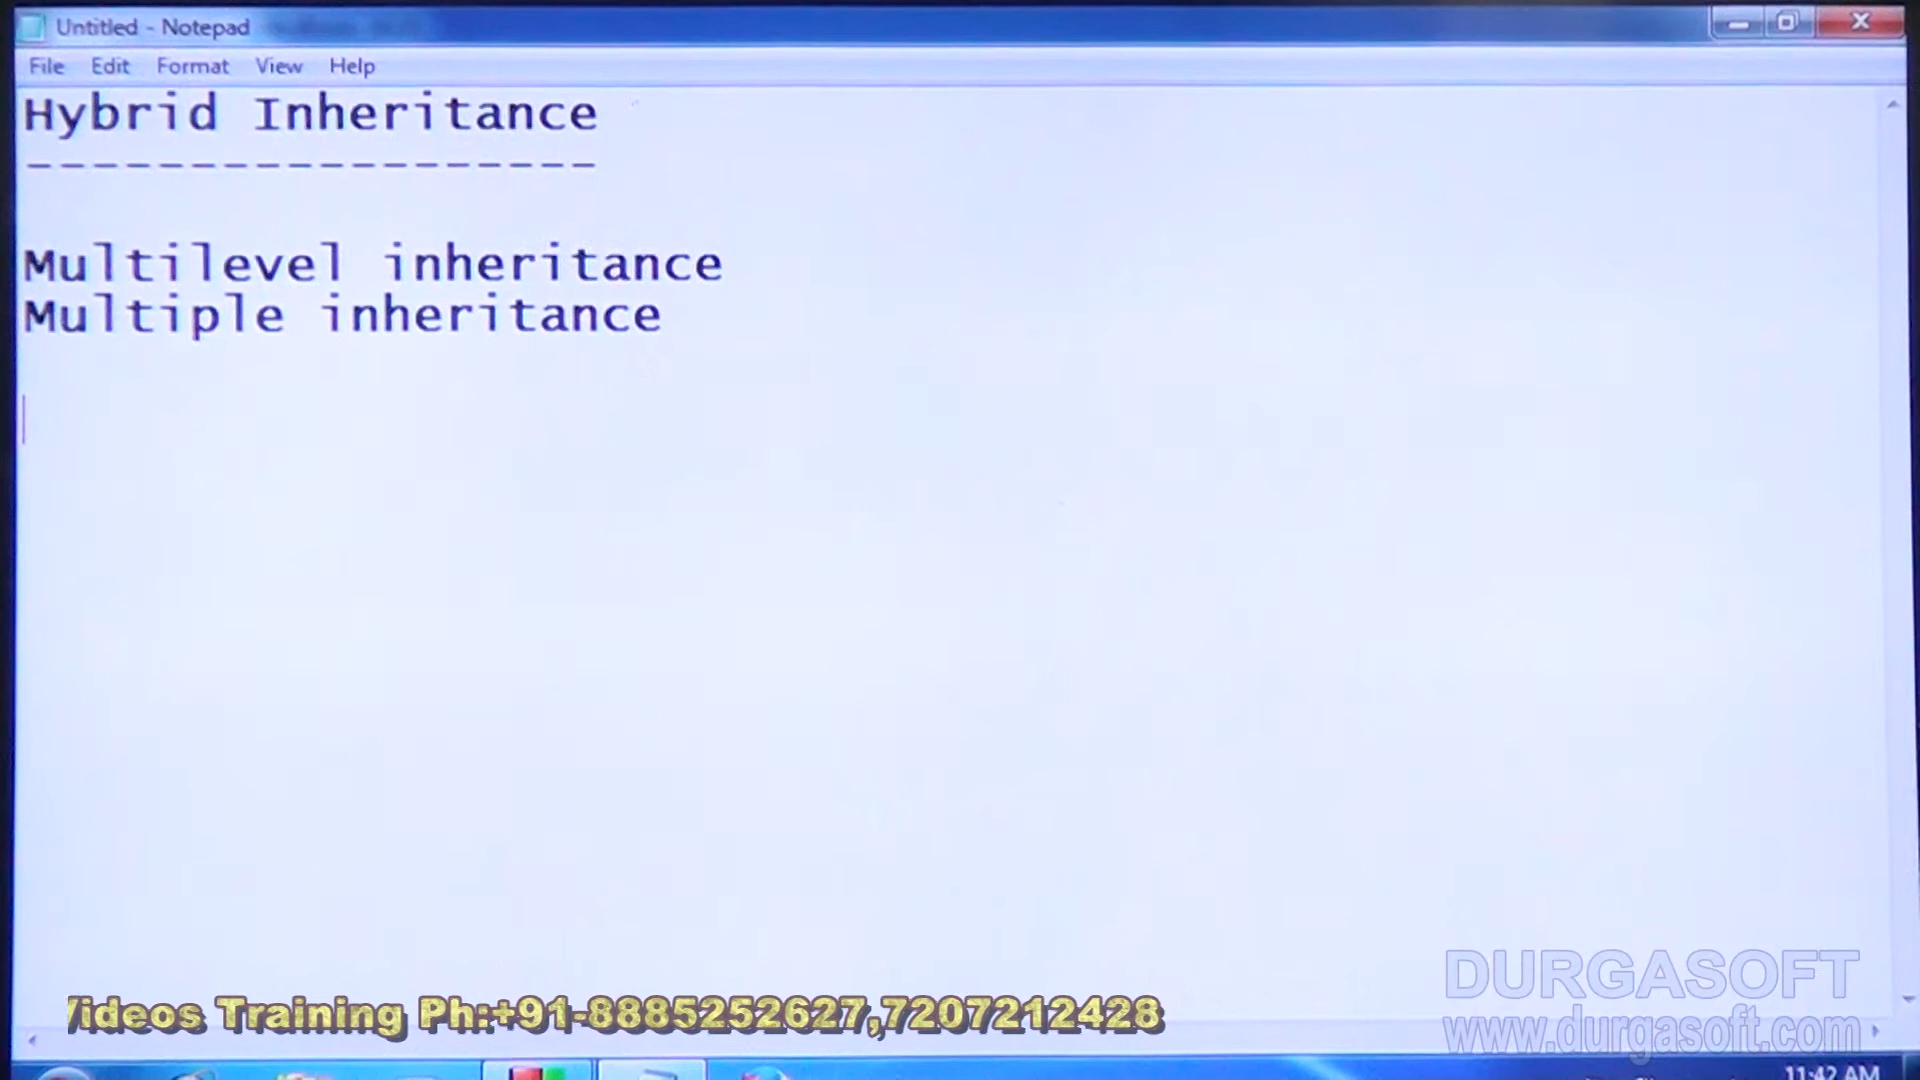 Untitled - Notepad
File Edit Format View Help
Hybrid Inheritance
------------------
Multilevel inheritance
Multiple inheritance
Videos Training Ph:+91-8885252627,7207212428
DURGASOFT
www.durgasoft.com
11:42 AM